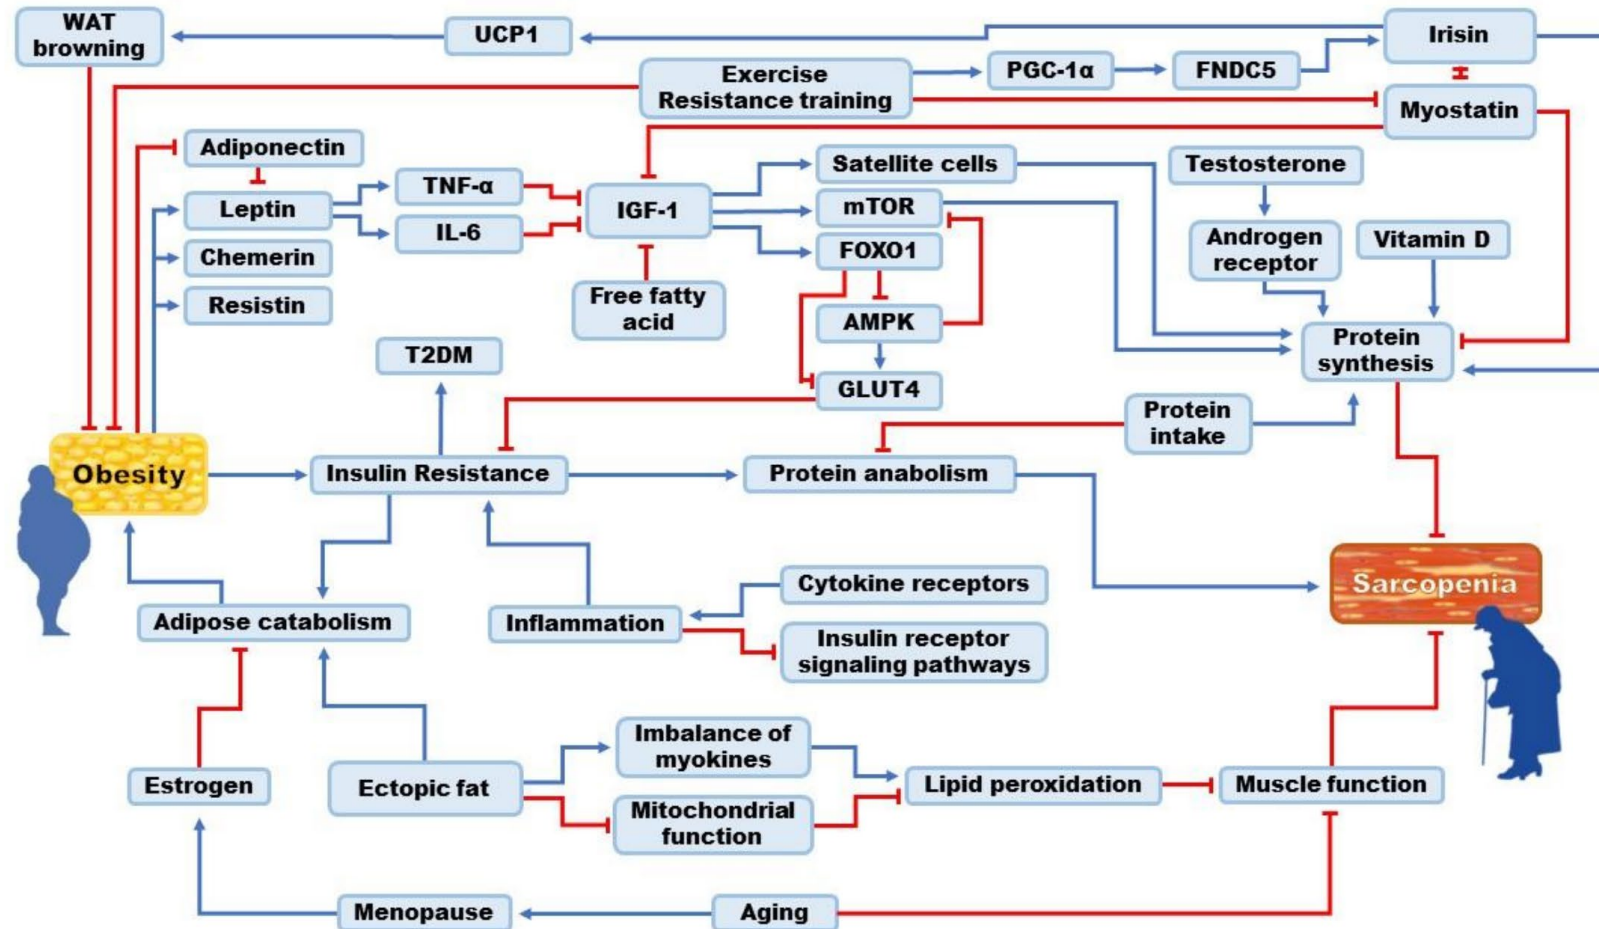 WAT
browning
UCP1
Irisin
Exercise
Resistance training
PGC-1α
FNDC5
Myostatin
Adiponectin
Leptin
Chemerin
Resistin
TNF-α
IL-6
IGF-1
Free fatty
acid
Satellite cells
mTOR
FOXO1
AMPK
GLUT4
Testosterone
Androgen
receptor
Vitamin D
Protein
synthesis
T2DM
Protein
intake
Obesity
Insulin Resistance
Protein anabolism
Sarcopenia
Adipose catabolism
Inflammation
Cytokine receptors
Insulin receptor
signaling pathways
Estrogen
Ectopic fat
Imbalance of
myokines
Mitochondrial
function
Lipid peroxidation
Muscle function
Menopause
Aging